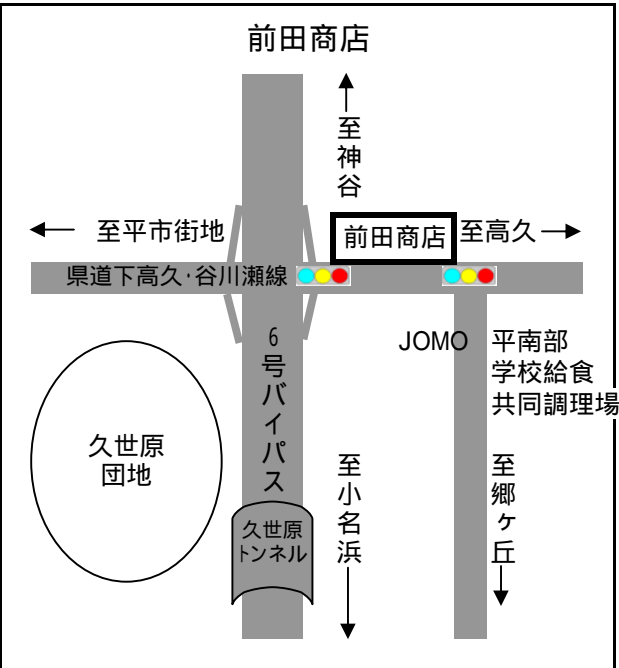 前田商店
至神谷
至平市街地
前田商店
至高久
県道下高久・谷川瀬線
6号バイパス
JOMO
平南部
学校給食
共同調理場
久世原
団地
至小名浜
至郷ヶ丘
久世原
トンネル